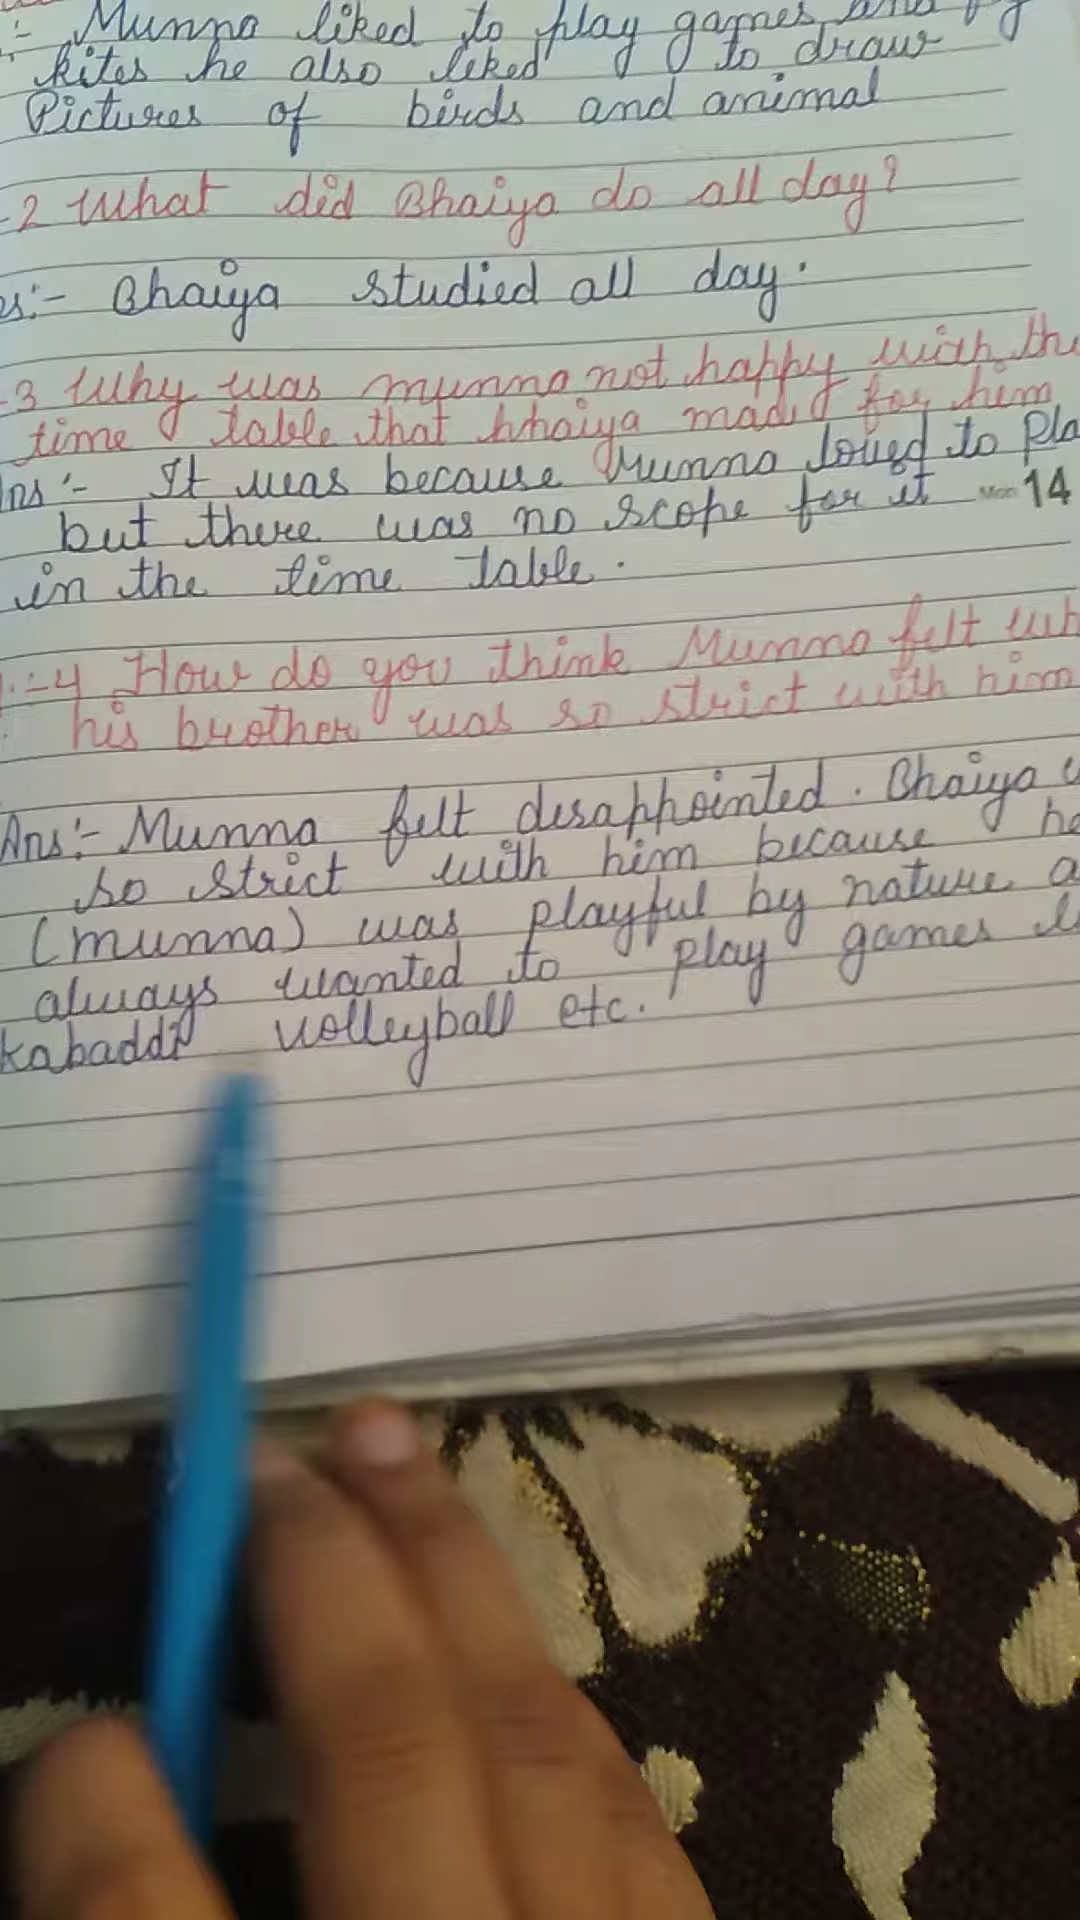 :- Munna liked to play games and
kites he also liked to draw
Pictures of birds and animal
-2 What did Bhaiya do all day?
s:- Bhaiya studied all day.
-3 Why was munna not happy with the
time table that bhaiya made for him
Ans:- It was because Munna loved to Pla
but there was no scope for it
Mon 14
in the time table.
:-4 How do you think Munna felt wh
his brother was so strict with him
Ans:- Munna felt disappointed. Bhaiya w
so strict with him because he
(munna) was playful by nature a
always wanted to play games li
kabaddi volleyball etc.